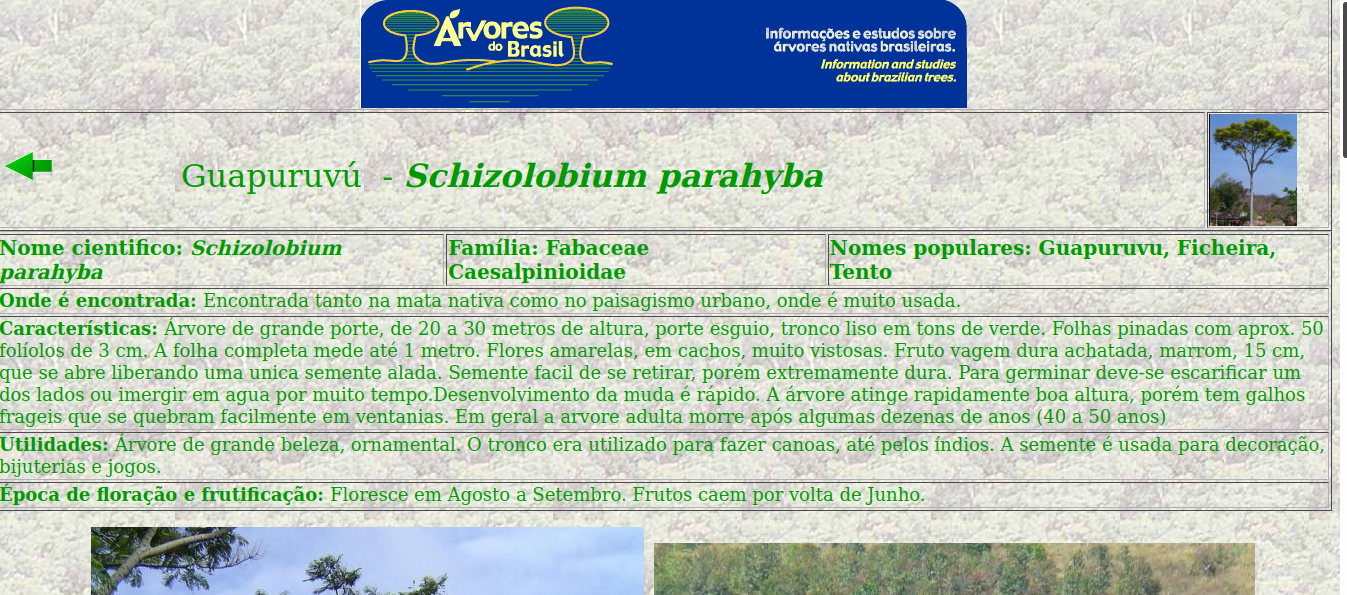 Árvores
do Brasil
Informações e estudos sobre
árvores nativas brasileiras.
Information and studies
about brazilian trees.
Guapuruvú - Schizolobium parahyba
Nome cientifico: Schizolobium
parahyba
Família: Fabaceae
Caesalpinioidae
Nomes populares: Guapuruvu, Ficheira,
Tento
Onde é encontrada: Encontrada tanto na mata nativa como no paisagismo urbano, onde é muito usada.
Características: Árvore de grande porte, de 20 a 30 metros de altura, porte esguio, tronco liso em tons de verde. Folhas pinadas com aprox. 50
folíolos de 3 cm. A folha completa mede até 1 metro. Flores amarelas, em cachos, muito vistosas. Fruto vagem dura achatada, marrom, 15 cm,
que se abre liberando uma unica semente alada. Semente facil de se retirar, porém extremamente dura. Para germinar deve-se escarificar um
dos lados ou imergir em agua por muito tempo.Desenvolvimento da muda é rápido. A árvore atinge rapidamente boa altura, porém tem galhos
frageis que se quebram facilmente em ventanias. Em geral a arvore adulta morre após algumas dezenas de anos (40 a 50 anos)
Utilidades: Árvore de grande beleza, ornamental. O tronco era utilizado para fazer canoas, até pelos índios. A semente é usada para decoração,
bijuterias e jogos.
Época de floração e frutificação: Floresce em Agosto a Setembro. Frutos caem por volta de Junho.